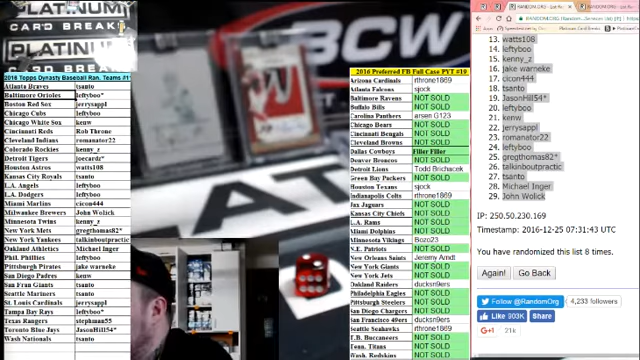 PLATINUM
CARD BREAK
PLATINUM
CARD BREAK
BCW
2016 Topps Dynasty Baseball Ran. Teams #1
Atlanta Braves tsanto
Baltimore Orioles leftyboo*
Boston Red Sox jerrysappl
Chicago Cubs leftyboo
Chicago White Sox kenw
Cincinnati Reds Rob Throne
Cleveland Indians romanator22
Colorado Rockies kenny_z
Detroit Tigers joecardz*
Houston Astros watts108
Kansas City Royals tsanto
L.A. Angels leftyboo
L.A. Dodgers leftyboo
Miami Marlins cicon444
Milwaukee Brewers John Wolick
Minnesota Twins kenny_z
New York Mets gregthomas82*
New York Yankees talkinboutpractic
Oakland Athletics Michael Inger
Phil. Phillies leftyboo
Pittsburgh Pirates jake warneke
San Diego Padres kenw
San Fran Giants tsanto
Seattle Mariners tsanto
St. Louis Cardinals jerrysappl
Tampa Bay Rays leftyboo*
Texas Rangers stephman55
Toronto Blue Jays JasonHill54*
Wash Nationals tsanto
2016 Preferred FB Full Case PYT #19
Arizona Cardinals rthrone1869
Atlanta Falcons sjock
Baltimore Ravens NOT SOLD
Buffalo Bills NOT SOLD
Carolina Panthers arsen G123
Chicago Bears NOT SOLD
Cincinnati Bengals NOT SOLD
Cleveland Browns NOT SOLD
Dallas Cowboys Filler Filler
Denver Broncos NOT SOLD
Detroit Lions Todd Brichacek
Green Bay Packers NOT SOLD
Houston Texans sjock
Indianapolis Colts rthrone1869
Jax Jaguars NOT SOLD
Kansas City Chiefs NOT SOLD
L.A. Rams NOT SOLD
Miami Dolphins NOT SOLD
Minnesota Vikings Bozo23
N.E. Patriots NOT SOLD
New Orleans Saints Jeremy Arndt
New York Giants NOT SOLD
New York Jets NOT SOLD
Oakland Raiders ducksn9ers
Philadelphia Eagles NOT SOLD
Pittsburgh Steelers NOT SOLD
San Diego Chargers NOT SOLD
San Francisco 49ers ducksn9ers
Seattle Seahawks rthrone1869
T.B. Buccaneers NOT SOLD
Tenn. Titans NOT SOLD
Wash. Redskins NOT SOLD
13. watts108
14. leftyboo
15. kenny_z
16. jake warneke
17. cicon444
18. tsanto
19. JasonHill54*
20. leftyboo
21. kenw
22. jerrysappl
23. romanator22
24. leftyboo
25. gregthomas82*
26. talkinboutpractic
27. tsanto
28. Michael Inger
29. John Wolick
IP: 250.50.230.169
Timestamp: 2016-12-25 07:31:43 UTC
You have randomized this list 8 times.
Again! Go Back
Follow @RandomOrg 4,233 followers
Like 303K Share
G+1 21k